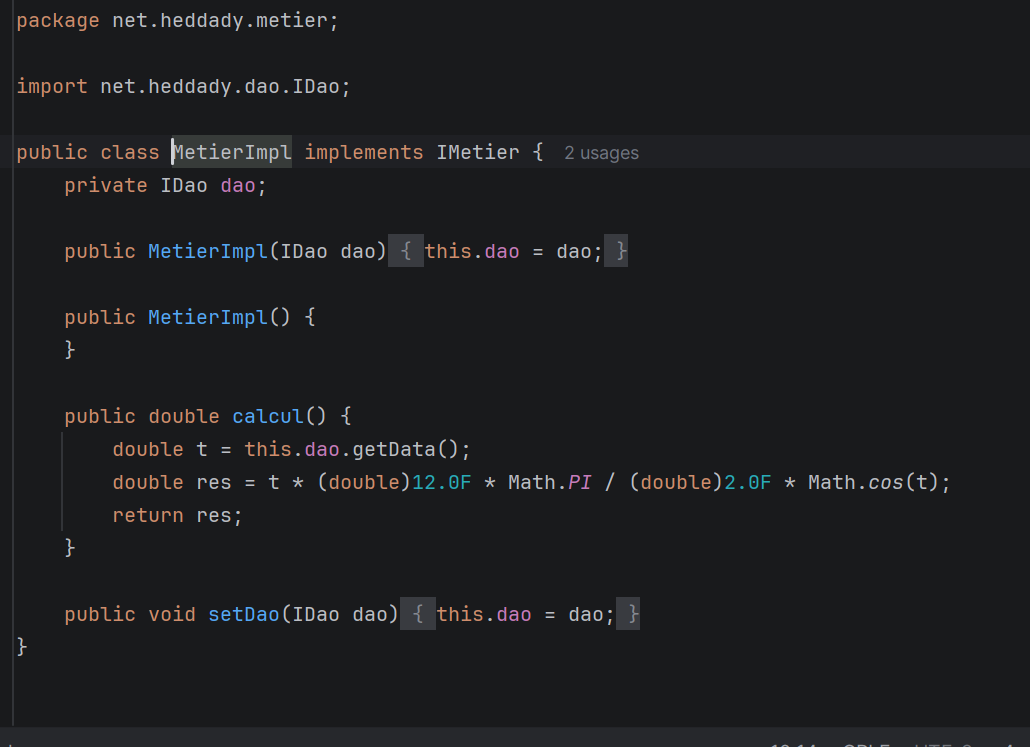 package net.heddady.metier;
import net.heddady.dao.IDao;
public class MetierImpl implements IMetier { 2 usages
private IDao dao;
public MetierImpl(IDao dao) { this.dao = dao; }
public MetierImpl() {
}
public double calcul() {
double t = this.dao.getData();
double res = t * (double)12.0F * Math.PI / (double)2.0F * Math.cos(t);
return res;
}
public void setDao(IDao dao) { this.dao = dao; }
}